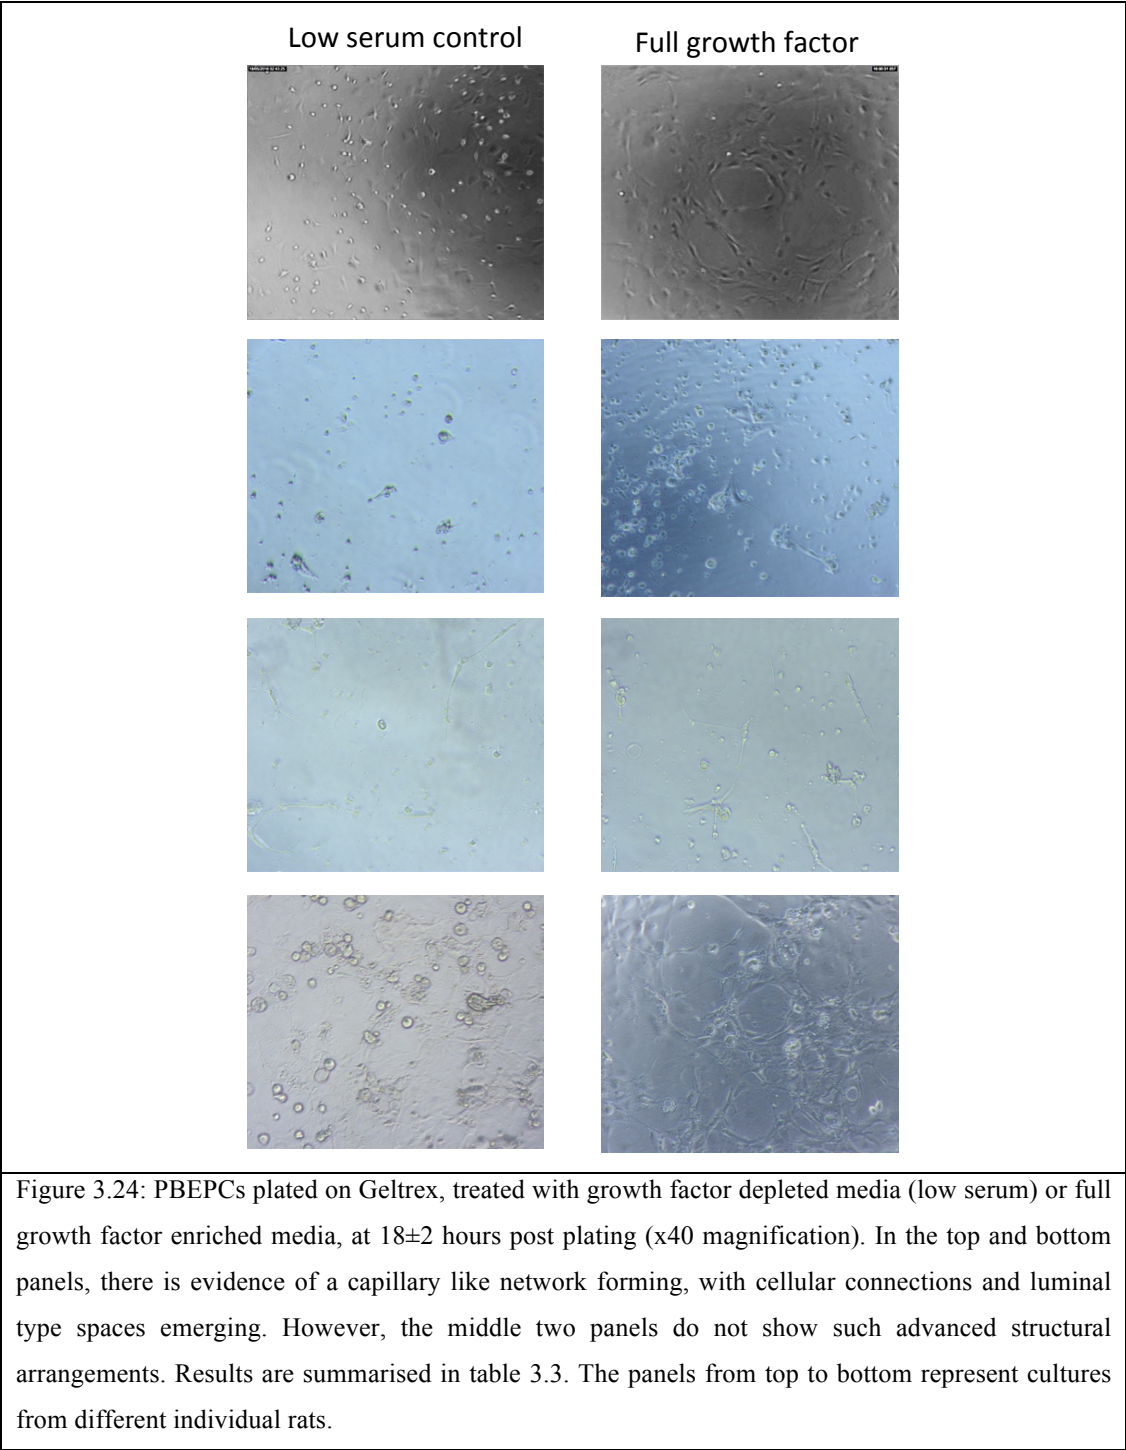 Low serum control
Full growth factor
Figure 3.24: PBEPCs plated on Geltrex, treated with growth factor depleted media (low serum) or full
growth factor enriched media, at 18±2 hours post plating (x40 magnification). In the top and bottom
panels, there is evidence of a capillary like network forming, with cellular connections and luminal
type spaces emerging. However, the middle two panels do not show such advanced structural
arrangements. Results are summarised in table 3.3. The panels from top to bottom represent cultures
from different individual rats.